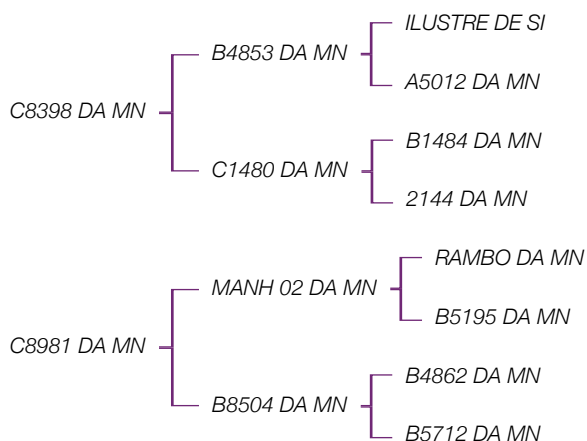 ILUSTRE DE SI
B4853 DA MN
A5012 DA MN
C8398 DA MN
B1484 DA MN
C1480 DA MN
2144 DA MN
RAMBO DA MN
MANH 02 DA MN
B5195 DA MN
C8981 DA MN
B4862 DA MN
B8504 DA MN
B5712 DA MN